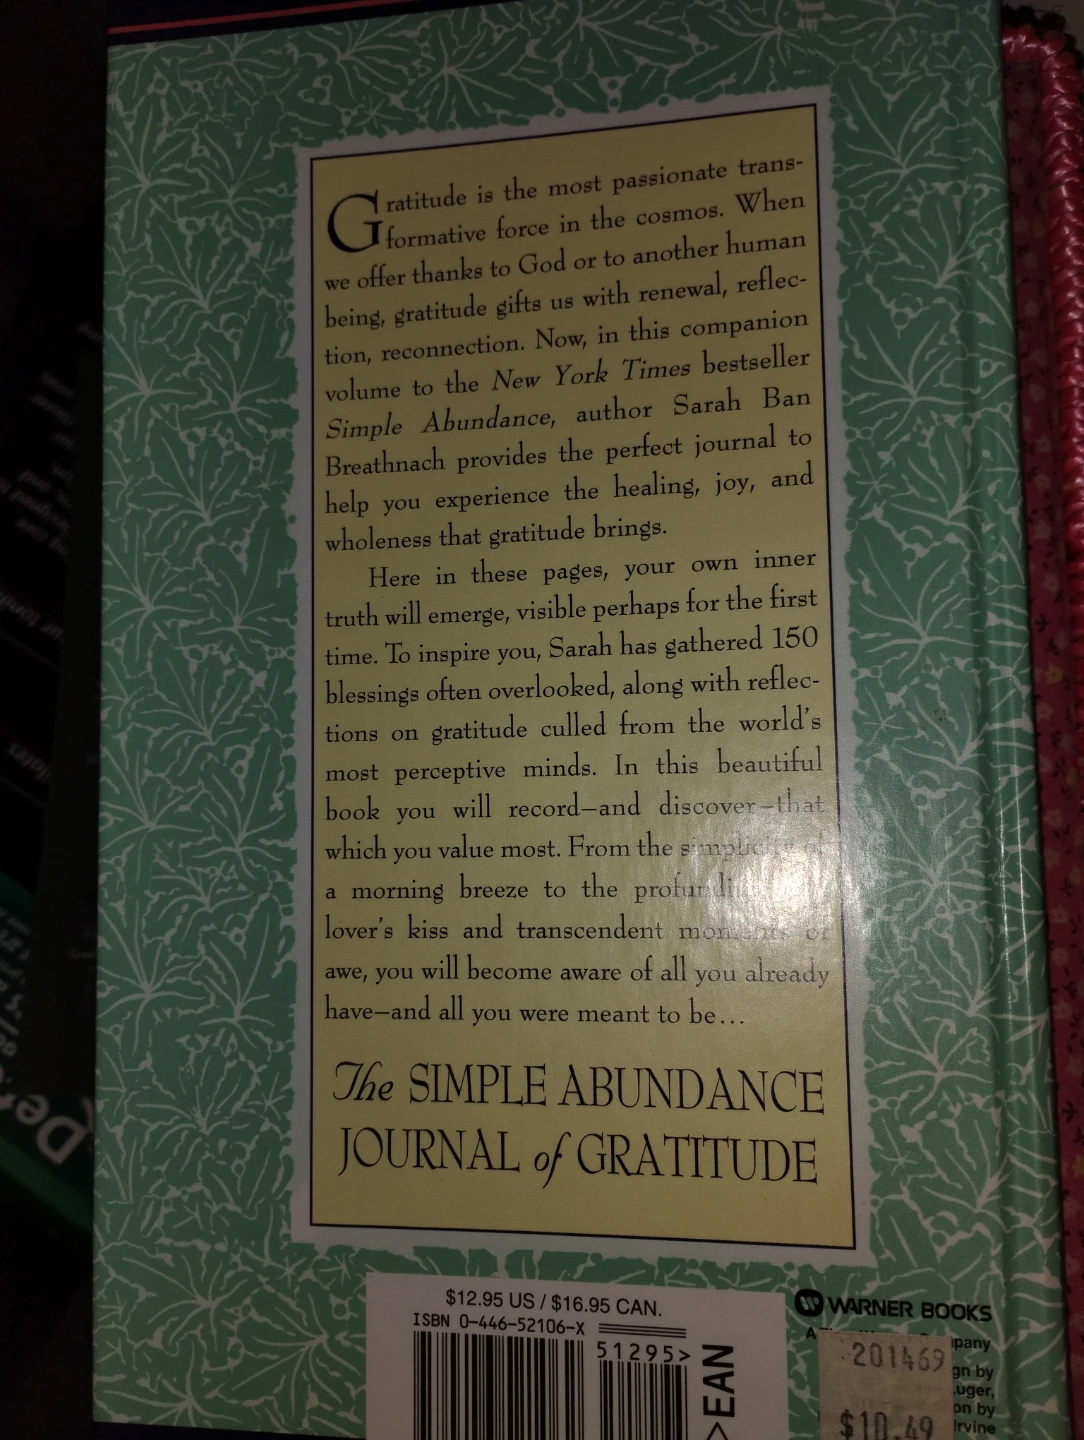 Gratitude is the most passionate trans-
formative force in the cosmos. When
we offer thanks to God or to another human
being, gratitude gifts us with renewal, reflec-
tion, reconnection. Now, in this companion
volume to the New York Times bestseller
Simple Abundance, author Sarah Ban
Breathnach provides the perfect journal to
help you experience the healing, joy, and
wholeness that gratitude brings.
Here in these pages, your own inner
truth will emerge, visible perhaps for the first
time. To inspire you, Sarah has gathered 150
blessings often overlooked, along with reflec-
tions on gratitude culled from the world's
most perceptive minds. In this beautiful
book you will record—and discover—that
which you value most. From the simplicity of
a morning breeze to the
lover's kiss and transcendent moments of
awe, you will become aware of all you already
have—and all you were meant to be...
The SIMPLE ABUNDANCE
JOURNAL of GRATITUDE
$12.95 US / $16.95 CAN.
ISBN 0-446-52106-X
51295>
>EAN
WARNER BOOKS
201469
$10.49